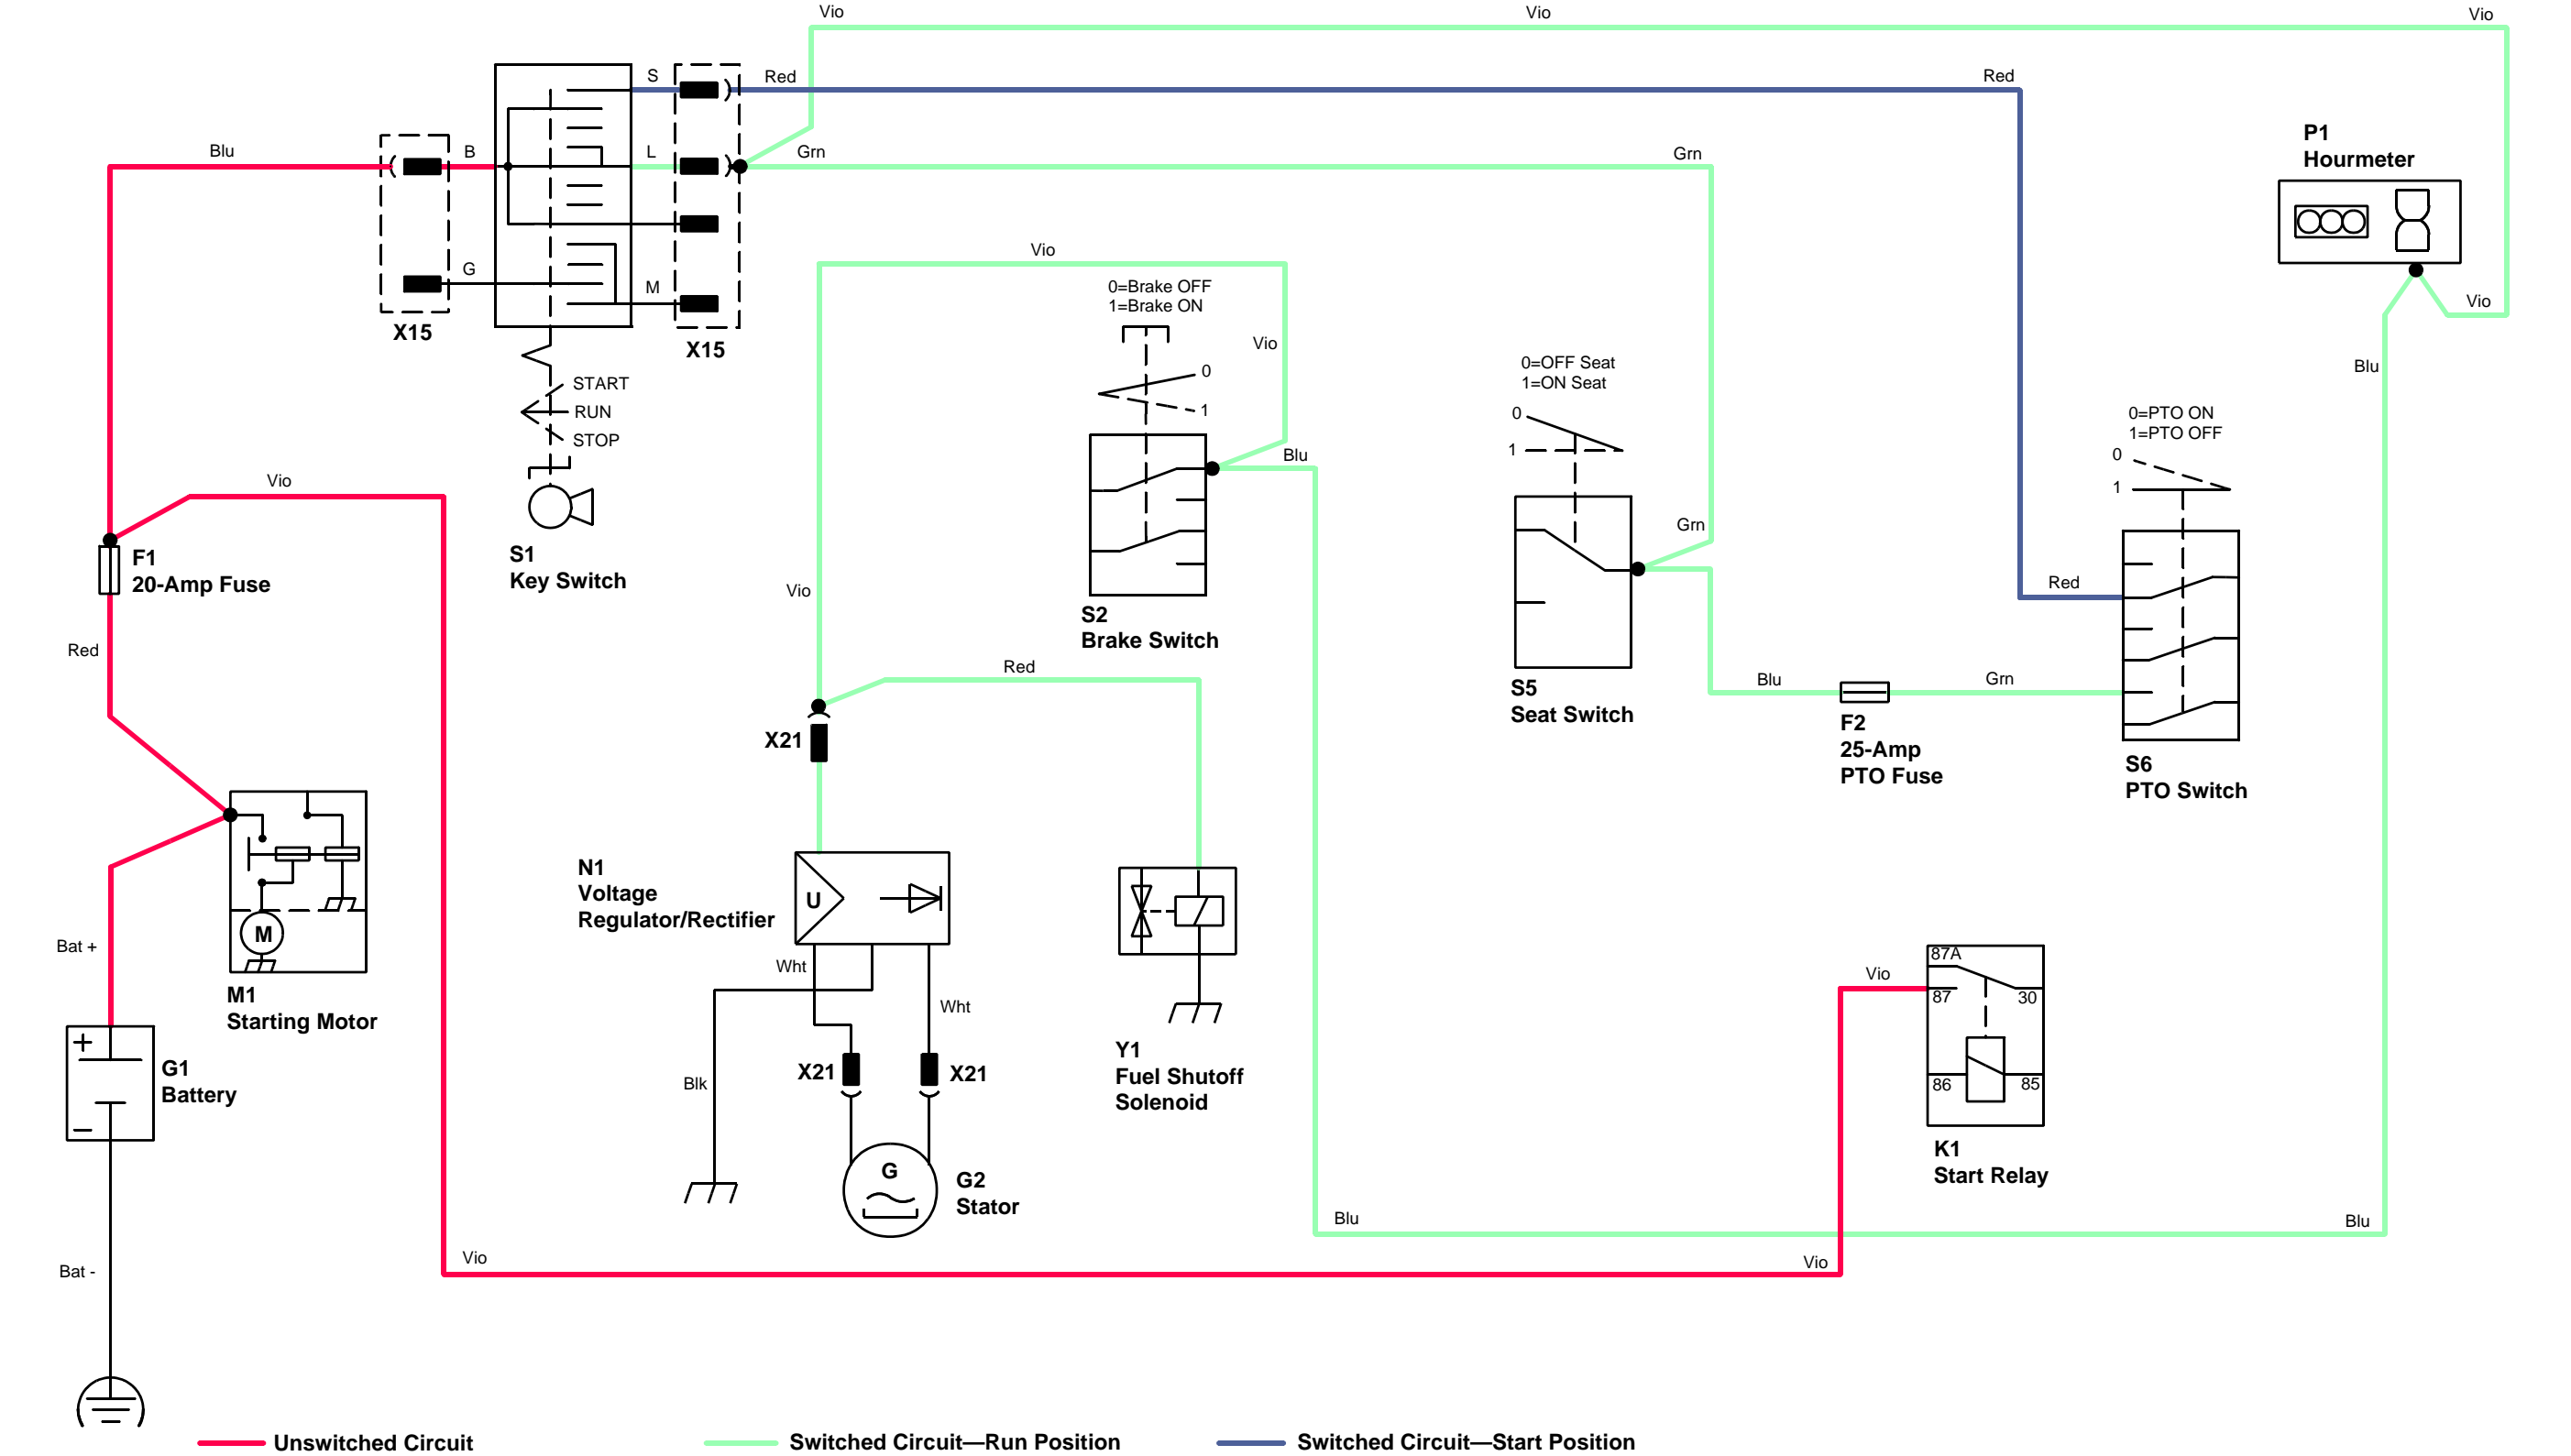 Vio
Vio
Vio
S
Red
Red
Blu
B
L
Grn
Grn
P1
Hourmeter
G
M
X15
X15
Vio
0=Brake OFF
1=Brake ON
Vio
Vio
0
1
Blu
START
RUN
STOP
0=OFF Seat
1=ON Seat
0
1
0=PTO ON
1=PTO OFF
0
1
Blu
Vio
Grn
F1
20-Amp Fuse
S1
Key Switch
Vio
Red
S2
Brake Switch
Red
Red
S5
Seat Switch
Blu
Grn
F2
25-Amp
PTO Fuse
S6
PTO Switch
X21
N1
Voltage
Regulator/Rectifier
U
Bat +
M
M1
Starting Motor
Wht
Wht
87A
Vio
87
30
86
85
K1
Start Relay
+
–
G1
Battery
X21
X21
Y1
Fuel Shutoff
Solenoid
Blk
G
G2
Stator
Blu
Blu
Bat -
Vio
Vio
Unswitched Circuit
Switched Circuit—Run Position
Switched Circuit—Start Position